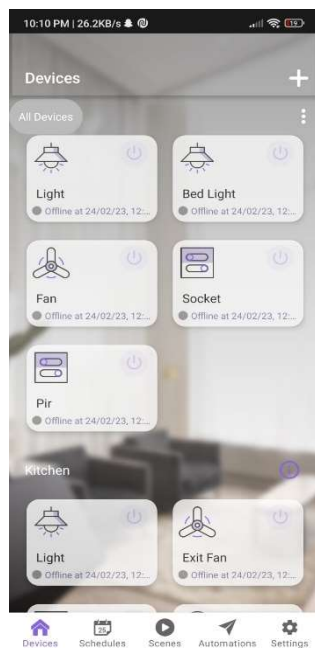 10:10 PM | 26.2KB/s
19
Devices
All Devices
Light
Offline at 24/02/23, 12:...
Bed Light
Offline at 24/02/23, 12:...
Fan
Offline at 24/02/23, 12:...
Socket
Offline at 24/02/23, 12:...
Pir
Offline at 24/02/23, 12:...
Kitchen
Light
Offline at 24/02/23, 12:...
Exit Fan
Offline at 24/02/23, 12:...
25
Devices Schedules Scenes Automations Settings